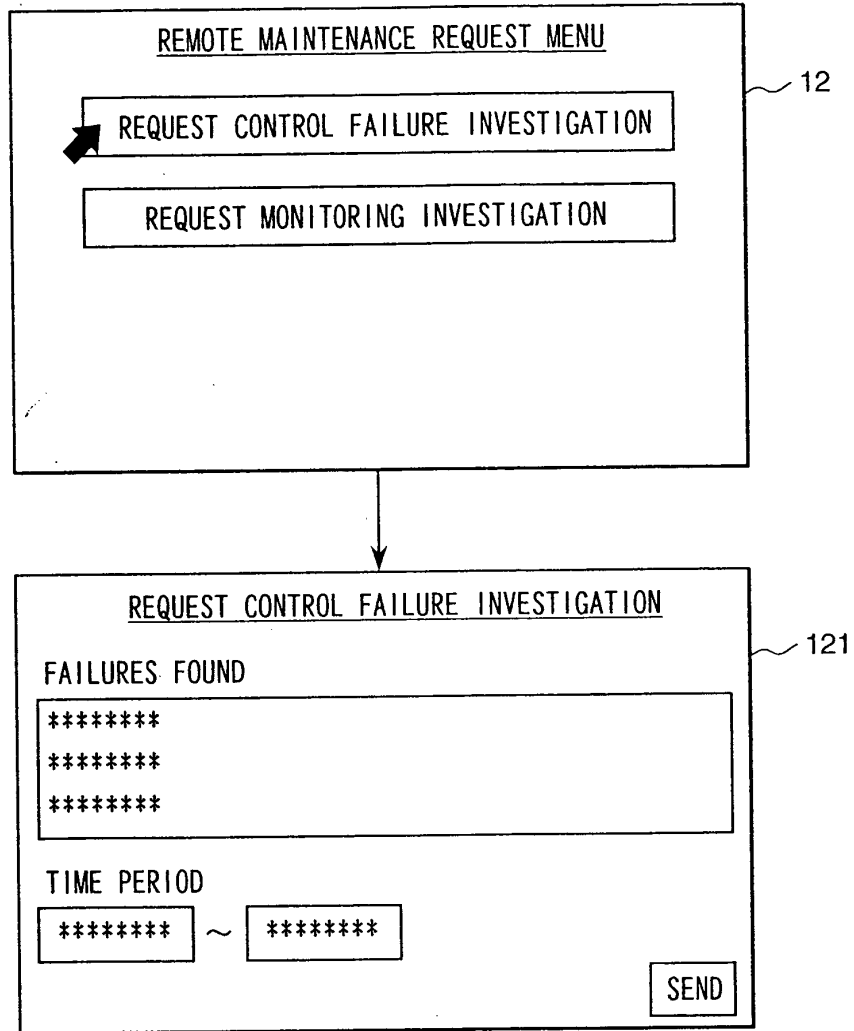 REMOTE MAINTENANCE REQUEST MENU
12
REQUEST CONTROL FAILURE INVESTIGATION
REQUEST MONITORING INVESTIGATION
REQUEST CONTROL FAILURE INVESTIGATION
121
FAILURES FOUND
********
********
********
TIME PERIOD
******** ~ ********
SEND